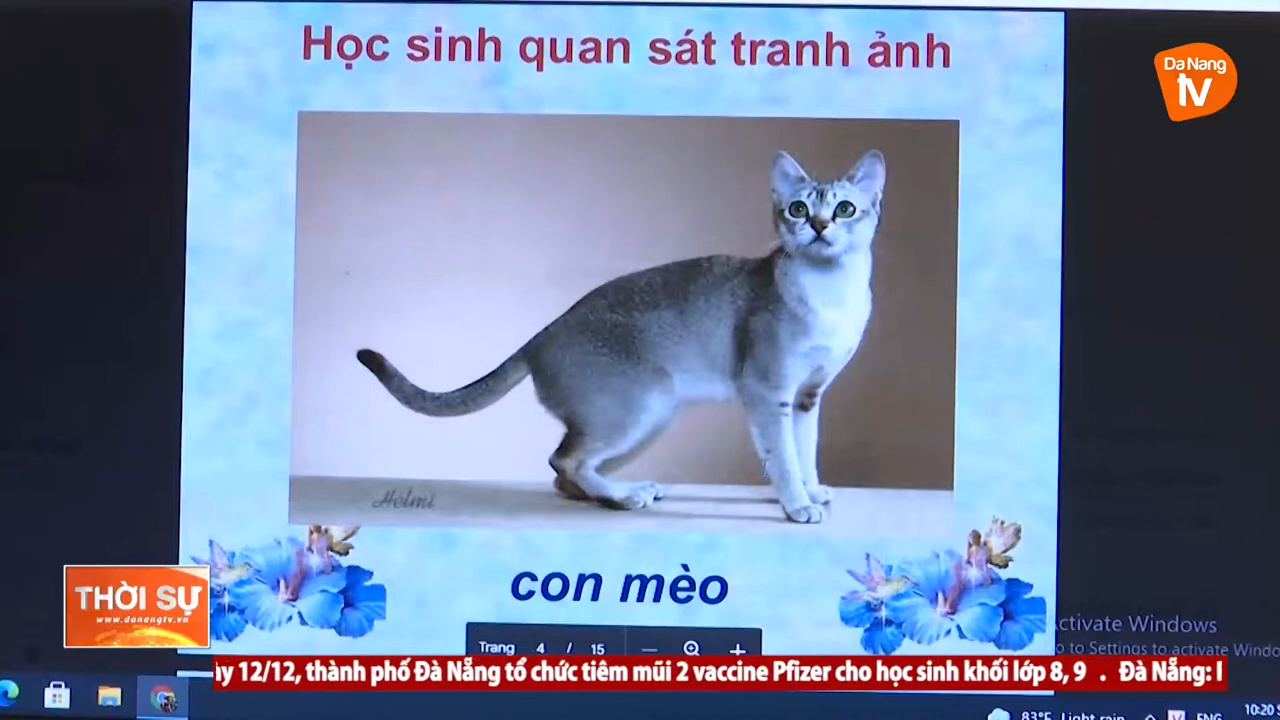 Học sinh quan sát tranh ảnh
Da Nang
tv
Helmi
con mèo
THỜI SỰ
www.danangtv.vn
Trang 4 / 15
Activate Windows
Go to Settings to activate Windo
ày 12/12, thành phố Đà Nẵng tổ chức tiêm mũi 2 vaccine Pfizer cho học sinh khối lớp 8, 9 . Đà Nẵng:
83°F Light rain
ENG
10:20